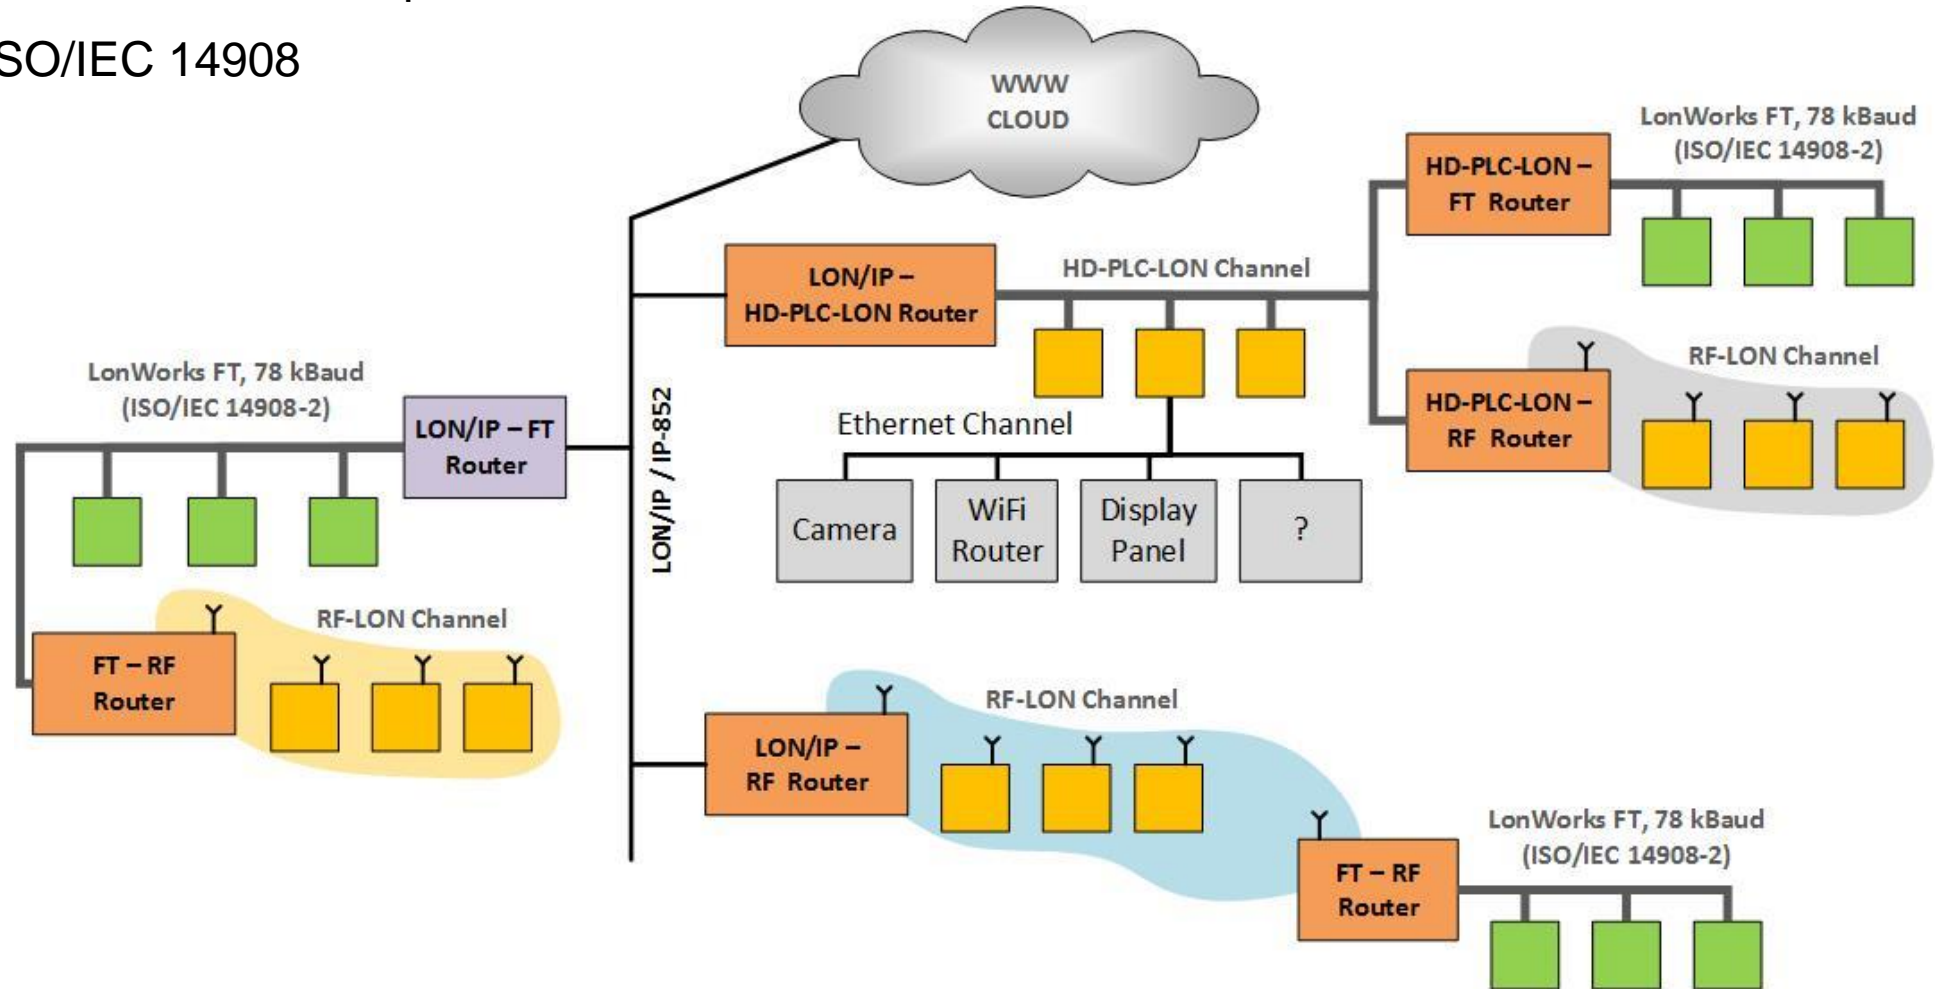 SO/IEC 14908
WWW
CLOUD
LonWorks FT, 78 kBaud
(ISO/IEC 14908-2)
HD-PLC-LON –
FT Router
LON/IP –
HD-PLC-LON Router
HD-PLC-LON Channel
RF-LON Channel
HD-PLC-LON –
RF Router
LonWorks FT, 78 kBaud
(ISO/IEC 14908-2)
LON/IP – FT
Router
LON/IP / IP-852
Ethernet Channel
Camera
WiFi
Router
Display
Panel
?
RF-LON Channel
FT – RF
Router
RF-LON Channel
LON/IP –
RF Router
LonWorks FT, 78 kBaud
(ISO/IEC 14908-2)
FT – RF
Router